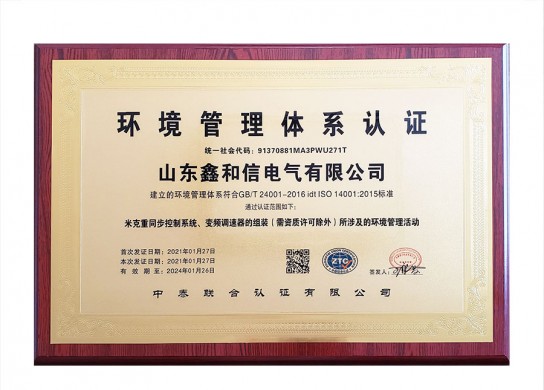 环境管理体系认证
统一社会代码：91370881MA3PWU271T
山东鑫和信电气有限公司
建立的环境管理体系符合GB/T 24001-2016 idt ISO 14001:2015标准
通过认证范围如下：
米克重同步控制系统、变频调速器的组装（需资质许可除外）所涉及的环境管理活动
首次发证日期：2021年01月27日
本次发证日期：2021年01月27日
有 效 期 至：2024年01月26日
ZTC
签发人：
中泰联合认证有限公司